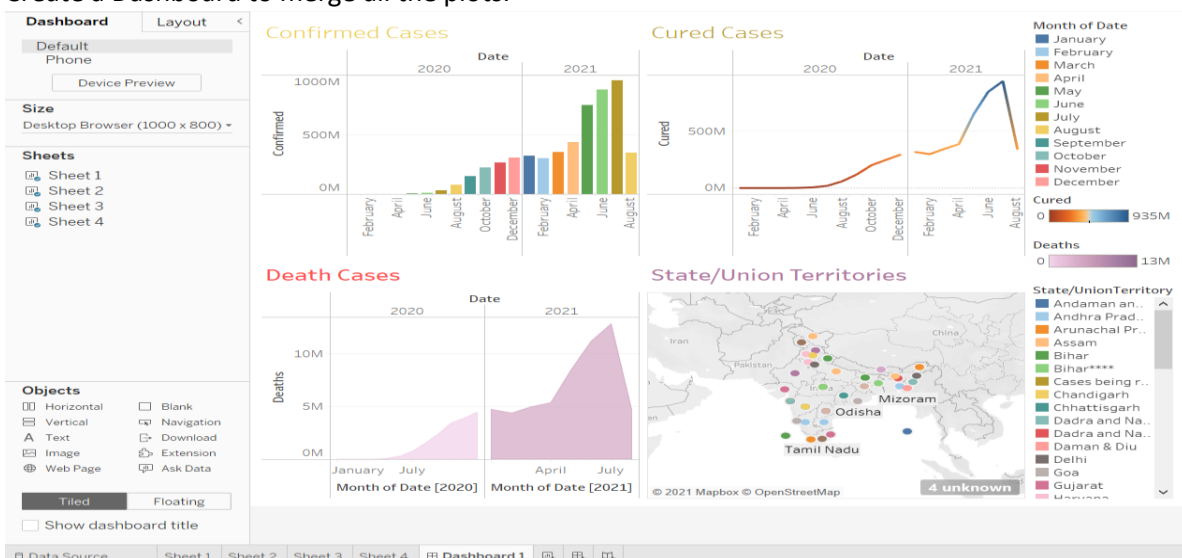 Create a Dashboard to merge all the plots.
Dashboard
Layout
Default
Phone
Device Preview
Size
Desktop Browser (1000 x 800)
Sheets
Sheet 1
Sheet 2
Sheet 3
Sheet 4
Objects
Horizontal
Blank
Vertical
Navigation
A Text
Download
Image
Extension
Web Page
Ask Data
Tiled
Floating
Show dashboard title
Confirmed Cases
Date
2020
2021
Confirmed
1000M
500M
0M
February
April
June
August
October
December
February
April
June
August
Cured Cases
Date
2020
2021
Cured
500M
0M
February
April
June
August
October
December
February
April
June
August
Death Cases
Date
2020
2021
Deaths
10M
5M
0M
January July
April July
Month of Date [2020]
Month of Date [2021]
State/Union Territories
Iran
China
Pakistan
India
Mizoram
Odisha
Tamil Nadu
© 2021 Mapbox © OpenStreetMap
4 unknown
Month of Date
January
February
March
April
May
June
July
August
September
October
November
December
Cured
0 935M
Deaths
0 13M
State/UnionTerritory
Andaman an..
Andhra Prad..
Arunachal Pr..
Assam
Bihar
Bihar****
Cases being r..
Chandigarh
Chhattisgarh
Dadra and Na..
Dadra and Na..
Daman & Diu
Delhi
Goa
Gujarat
Haryana
Data Source
Sheet 1
Sheet 2
Sheet 3
Sheet 4
Dashboard 1